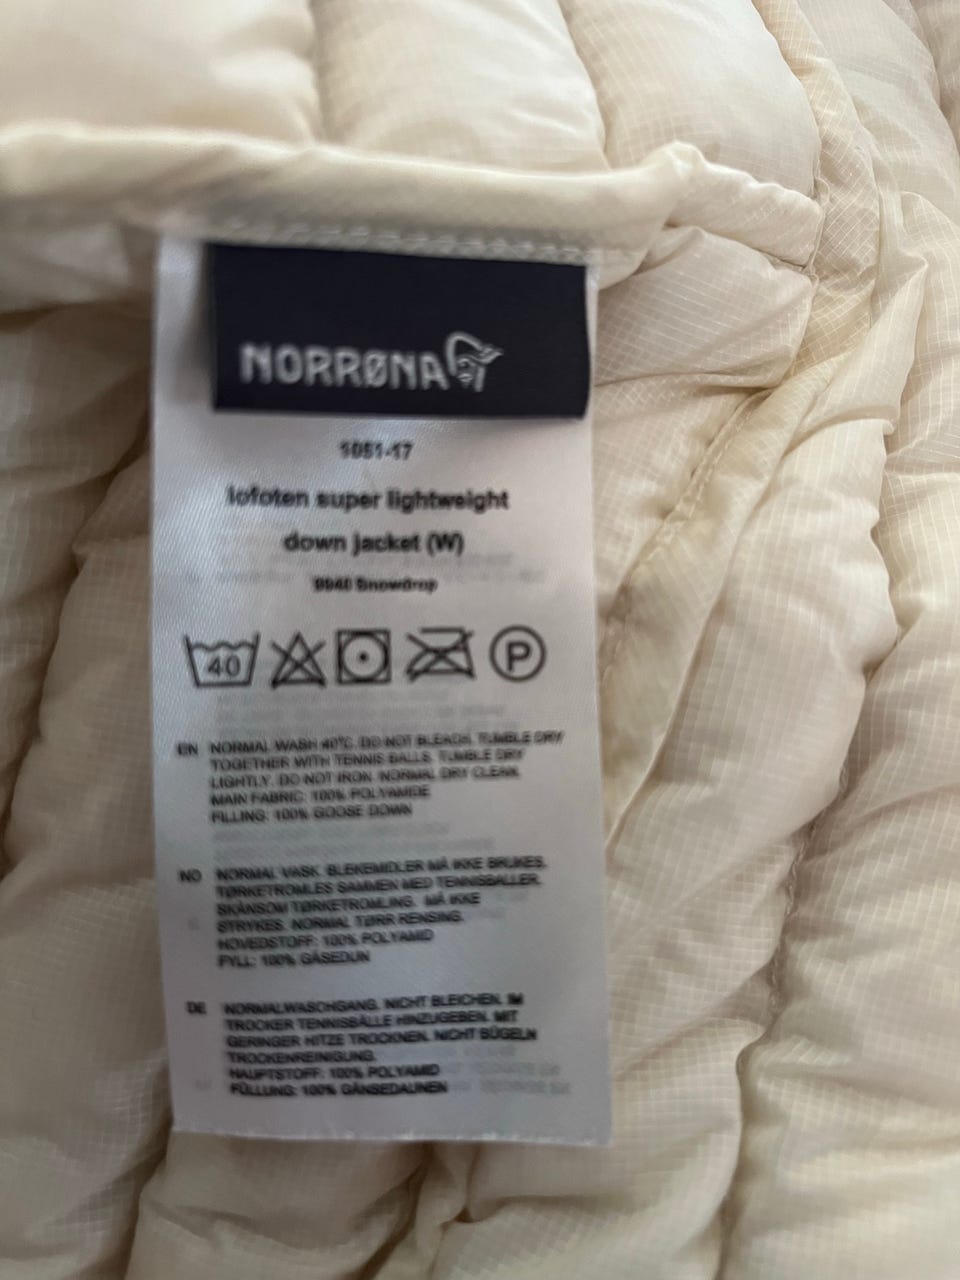 NORRØNA
1051-17
lofoten super lightweight
down jacket (W)
9940 Snowdrop
40
P
EN NORMAL WASH 40°C. DO NOT BLEACH. TUMBLE DRY
TOGETHER WITH TENNIS BALLS. TUMBLE DRY
LIGHTLY. DO NOT IRON. NORMAL DRY CLEAN.
MAIN FABRIC: 100% POLYAMIDE
FILLING: 100% GOOSE DOWN
NO NORMAL VASK. BLEKEMIDLER MÅ IKKE BRUKES.
TØRKETROMLES SAMMEN MED TENNISBALLER.
SKÅNSOM TØRKETROMLING. MÅ IKKE
STRYKES. NORMAL TØRR RENSING.
HOVEDSTOFF: 100% POLYAMID
FYLL: 100% GÅSEDUN
DE NORMALWASCHGANG. NICHT BLEICHEN. IM
TROCKER TENNISBÄLLE HINZUGEBEN. MIT
GERINGER HITZE TROCKNEN. NICHT BÜGELN
TROCKENREINIGUNG.
HAUPTSTOFF: 100% POLYAMID
FÜLLUNG: 100% GÄNSEDAUNEN